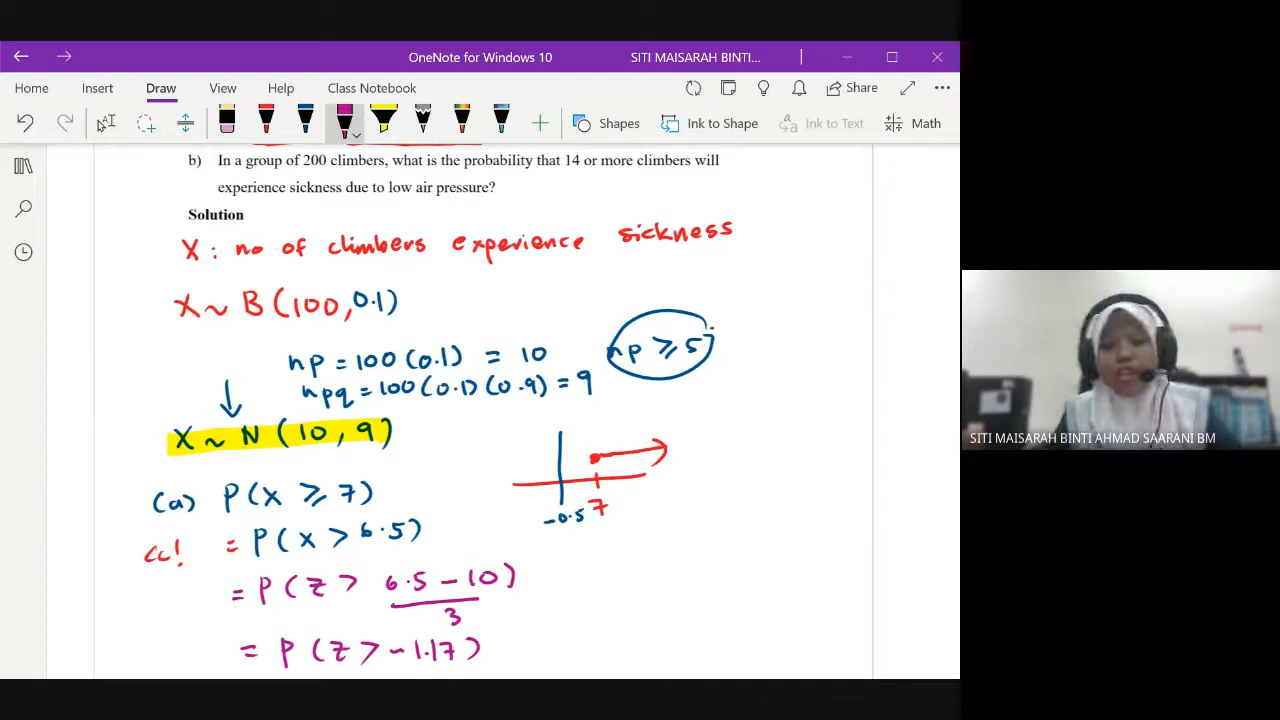 OneNote for Windows 10 SITI MAISARAH BINTI...
Home Insert Draw View Help Class Notebook Share
Shapes Ink to Shape Ink to Text Math
b) In a group of 200 climbers, what is the probability that 14 or more climbers will
experience sickness due to low air pressure?
Solution
X : no of climbers experience sickness
X ~ B (100, 0.1)
np = 100 (0.1) = 10 np ≥ 5
npq = 100 (0.1) (0.9) = 9
X ~ N (10, 9)
(a) P(X ≥ 7)
-0.5 7
cc! = P(X > 6.5)
= P(Z > 6.5 - 10)
3
= P(Z > -1.17)
SITI MAISARAH BINTI AHMAD SAARANI BM